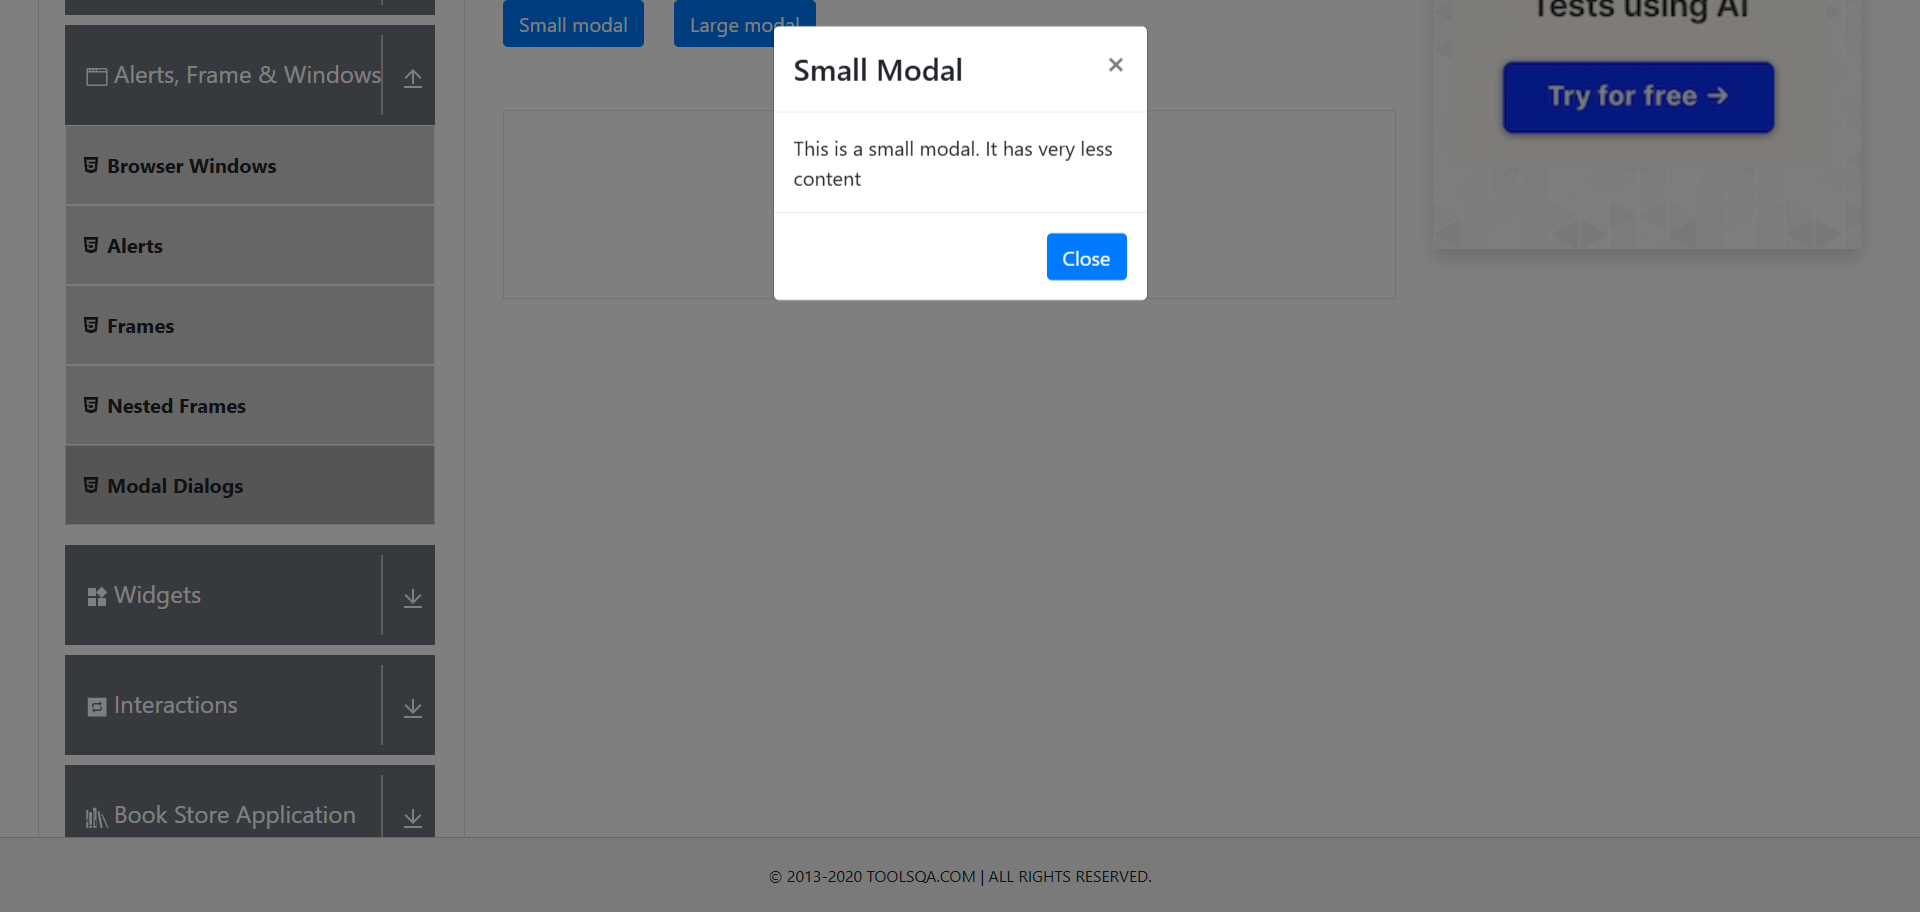 Small modal
Large modal
Tests using AI
Try for free →
Alerts, Frame & Windows
Browser Windows
Alerts
Frames
Nested Frames
Modal Dialogs
Widgets
Interactions
Book Store Application
Small Modal
×
This is a small modal. It has very less
content
Close
© 2013-2020 TOOLSQA.COM | ALL RIGHTS RESERVED.